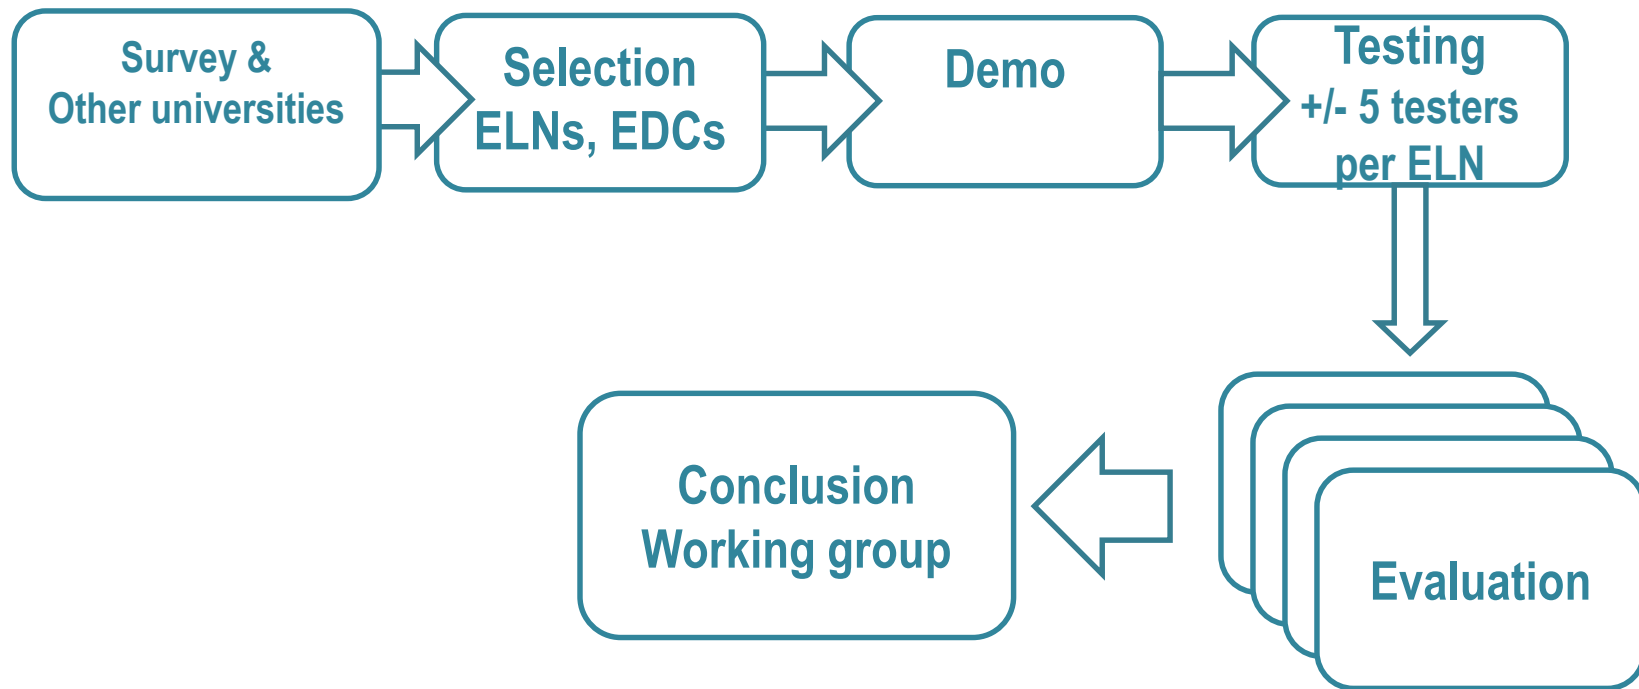 Survey &
Other universities
Selection
ELNs, EDCs
Demo
Testing
+/- 5 testers
per ELN
Conclusion
Working group
Evaluation